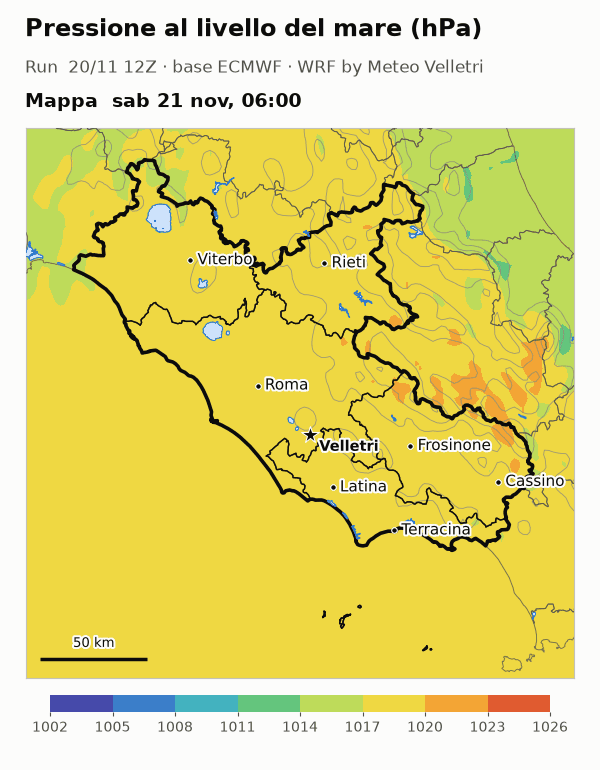 Pressione al livello del mare (hPa)
Run  20/11 12Z · base ECMWF · WRF by Meteo Velletri
Mappa  sab 21 nov, 06:00
Viterbo
Rieti
Roma
Velletri
Frosinone
Latina
Cassino
Terracina
50 km
1002 1005 1008 1011 1014 1017 1020 1023 1026